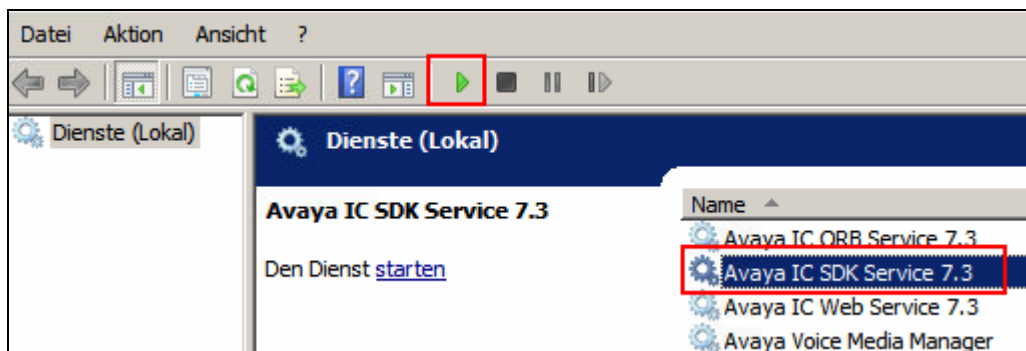 Datei Aktion Ansicht ?
Dienste (Lokal)
Dienste (Lokal)
Avaya IC SDK Service 7.3
Den Dienst starten
Name
Avaya IC ORB Service 7.3
Avaya IC SDK Service 7.3
Avaya IC Web Service 7.3
Avaya Voice Media Manager